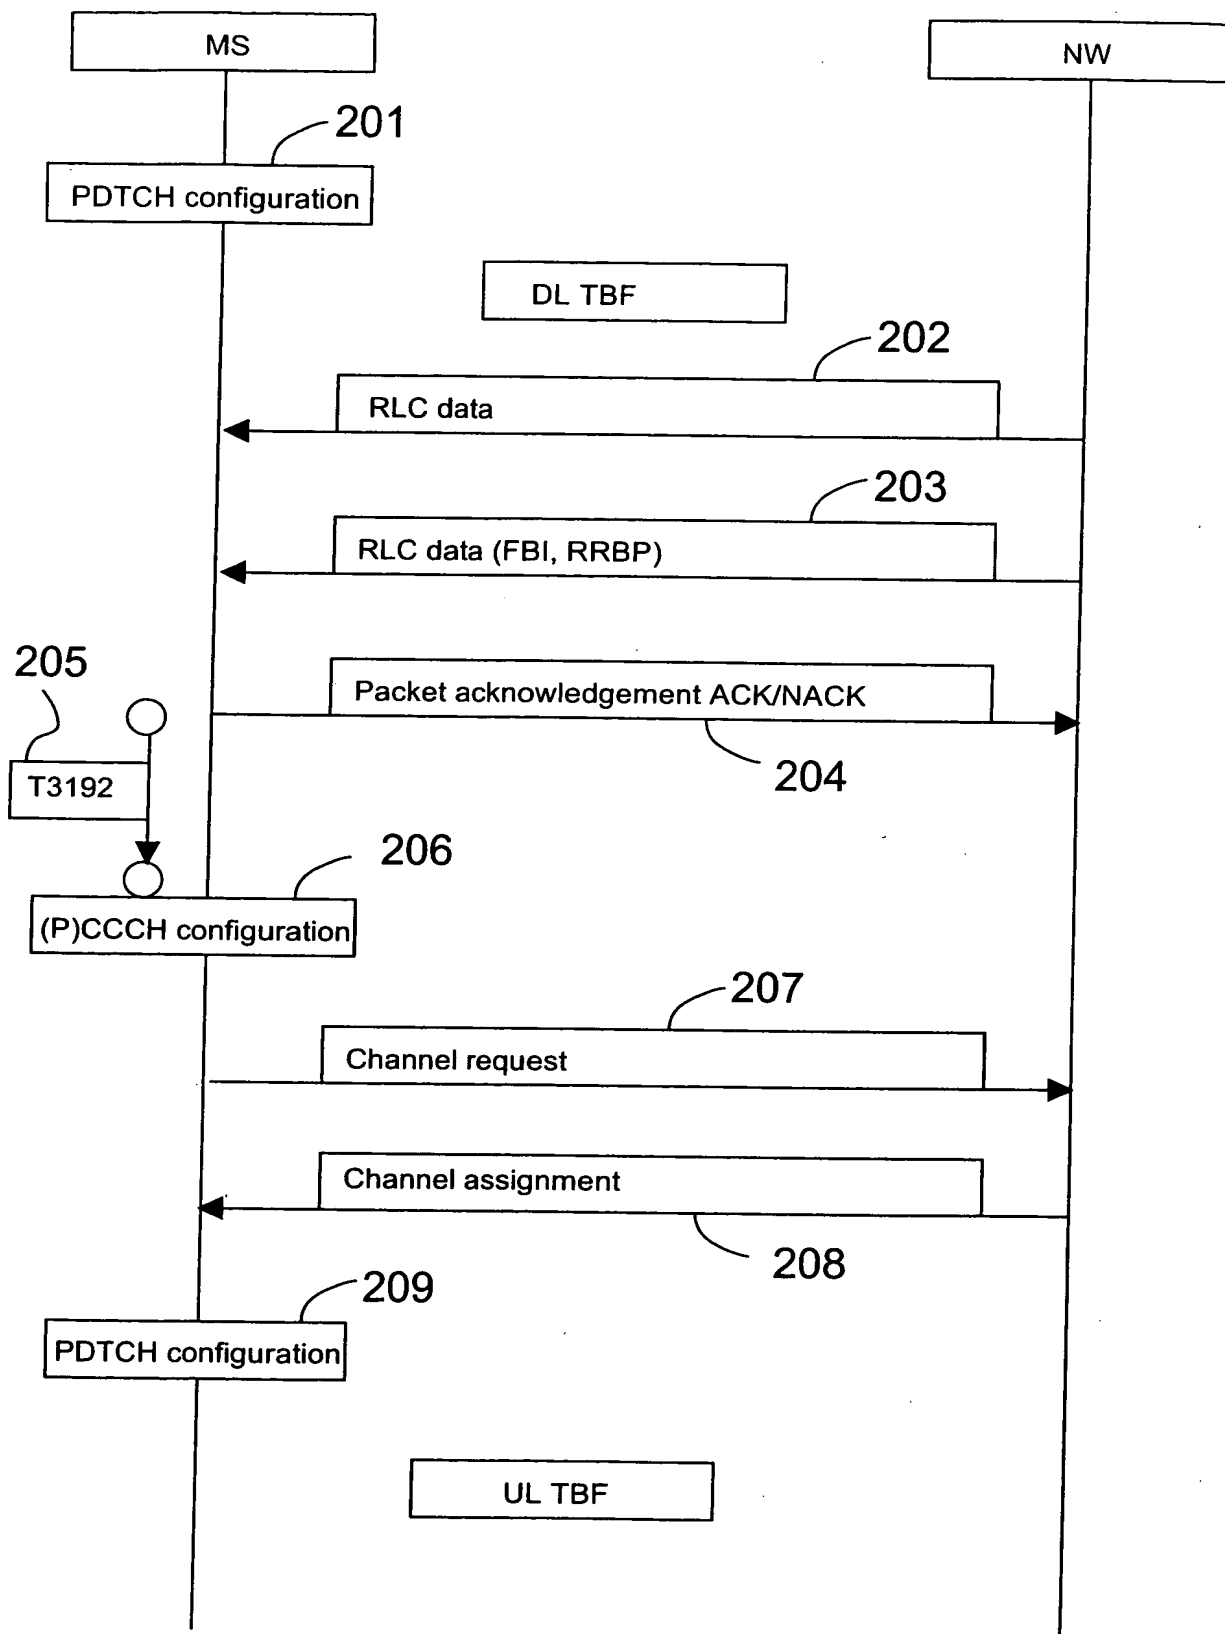 MS
NW
201
PDTCH configuration
DL TBF
202
RLC data
203
RLC data (FBI, RRBP)
205
Packet acknowledgement ACK/NACK
T3192
204
206
(P)CCCH configuration
207
Channel request
Channel assignment
208
209
PDTCH configuration
UL TBF